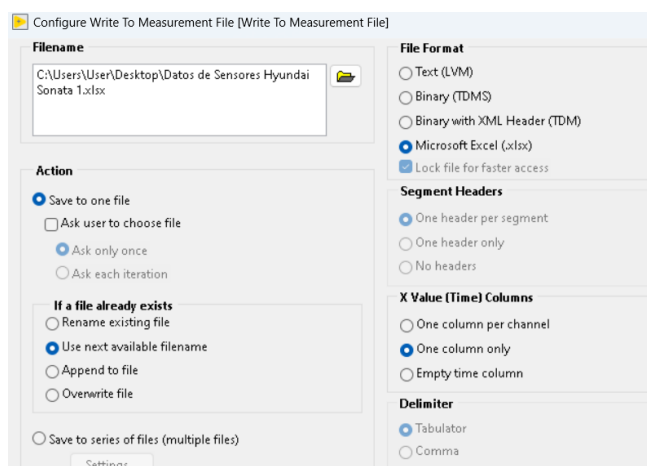 Configure Write To Measurement File [Write To Measurement File]
Filename
C:\Users\User\Desktop\Datos de Sensores Hyundai
Sonata 1.xlsx
Action
Save to one file
Ask user to choose file
Ask only once
Ask each iteration
If a file already exists
Rename existing file
Use next available filename
Append to file
Overwrite file
Save to series of files (multiple files)
Settings...
File Format
Text (LVM)
Binary (TDMS)
Binary with XML Header (TDM)
Microsoft Excel (.xlsx)
Lock file for faster access
Segment Headers
One header per segment
One header only
No headers
X Value (Time) Columns
One column per channel
One column only
Empty time column
Delimiter
Tabulator
Comma